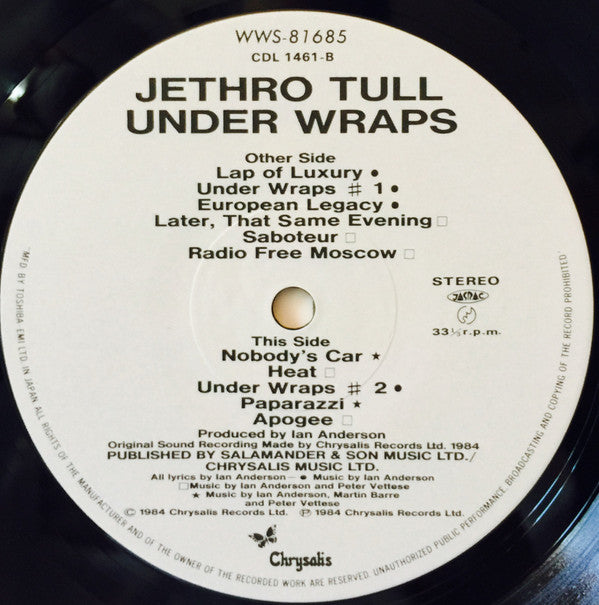 WWS-81685
CDL 1461-B
JETHRO TULL
UNDER WRAPS
Other Side
Lap of Luxury ●
Under Wraps # 1 ●
European Legacy ●
Later, That Same Evening □
Saboteur □
Radio Free Moscow □
STEREO
JASRAC
33⅓ r.p.m.
This Side
Nobody's Car ★
Heat □
Under Wraps # 2 ●
Paparazzi ★
Apogee □
Produced by Ian Anderson
Original Sound Recording Made by Chrysalis Records Ltd. 1984
PUBLISHED BY SALAMANDER & SON MUSIC LTD./
CHRYSALIS MUSIC LTD.
All lyrics by Ian Anderson— ● Music by Ian Anderson
□Music by Ian Anderson and Peter Vettese
★ Music by Ian Anderson, Martin Barre
and Peter Vettese
© 1984 Chrysalis Records Ltd. ℗ 1984 Chrysalis Records Ltd.
Chrysalis
"MFD BY TOSHIBA EMI LTD. IN JAPAN ALL RIGHTS OF THE MANUFACTURER AND OF THE OWNER OF THE RECORDED WORK ARE RESERVED. UNAUTHORIZED PUBLIC PERFORMANCE, BROADCASTING AND COPYING OF THE RECORD PROHIBITED"